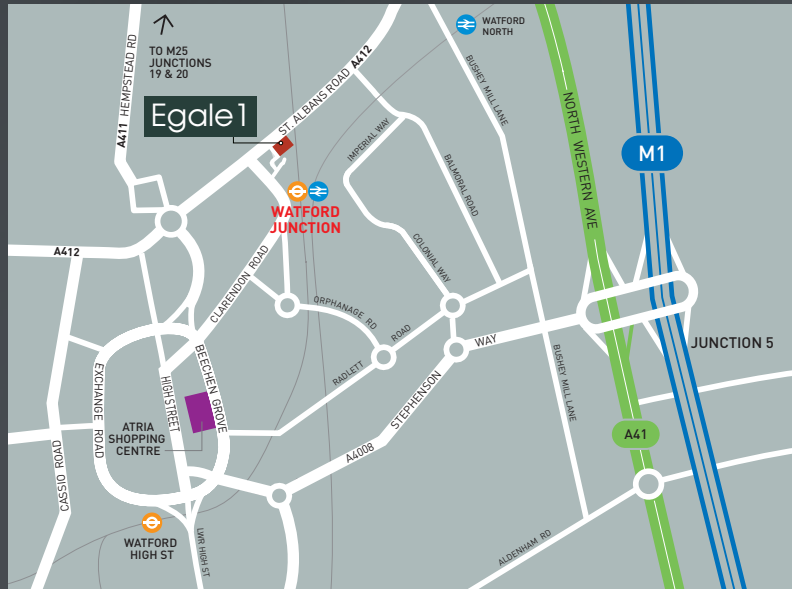 WATFORD
NORTH
A411 HEMPSTEAD RD
TO M25
JUNCTIONS
19 & 20
ST. ALBANS ROAD A412
Egale1
BUSHEY MILL LANE
NORTH WESTERN AVE
M1
IMPERIAL WAY
BALMORAL ROAD
WATFORD
JUNCTION
A412
CLARENDON ROAD
COLONIAL WAY
ORPHANAGE RD
RADLETT ROAD
STEPHENSON WAY
JUNCTION 5
BUSHEY MILL LANE
EXCHANGE ROAD
HIGH STREET
BEECHEN GROVE
ATRIA
SHOPPING
CENTRE
A4008
A41
CASSIO ROAD
WATFORD
HIGH ST
LWR HIGH ST
ALDENHAM RD